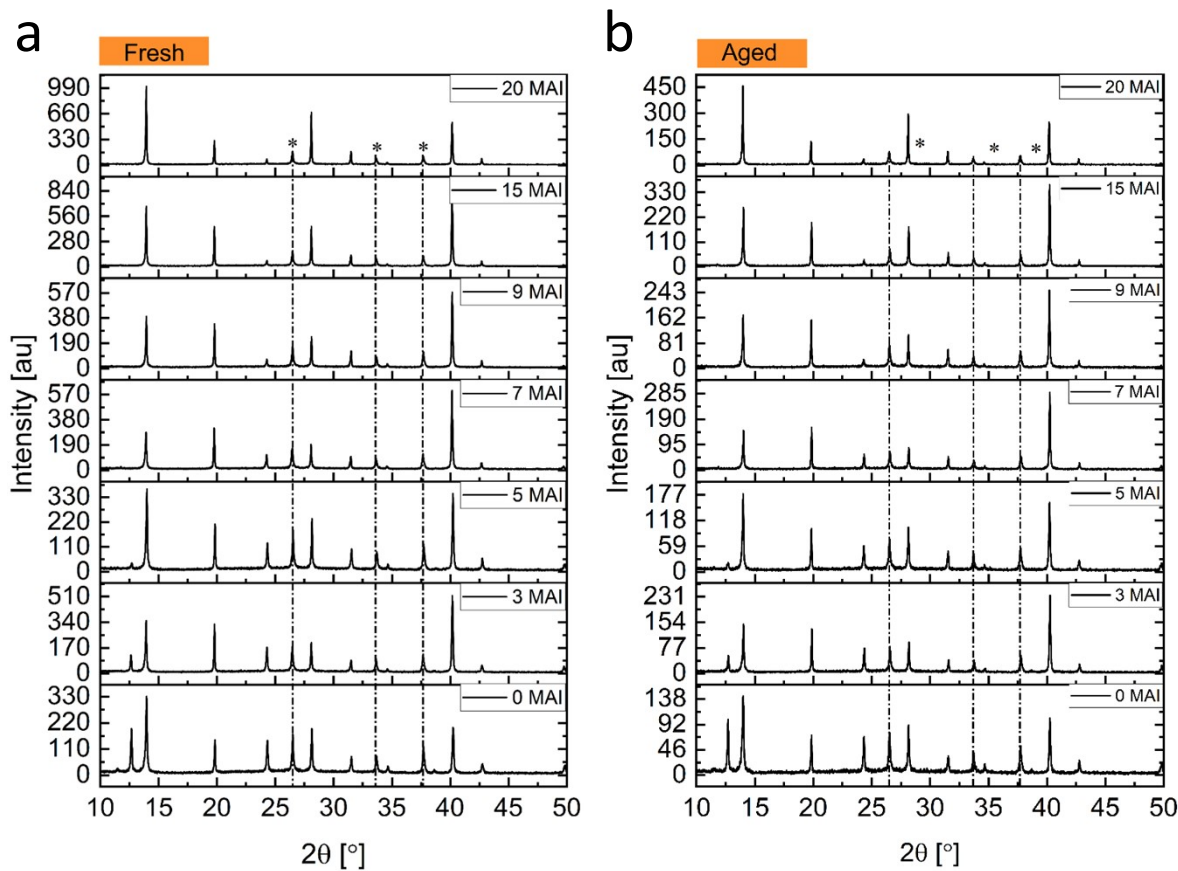 a
Fresh
990
660
330
0
20 MAI
* * *
840
560
280
0
15 MAI
570
380
190
0
9 MAI
570
380
190
0
7 MAI
330
220
110
0
5 MAI
510
340
170
0
3 MAI
330
220
110
0
0 MAI
Intensity [au]
10 15 20 25 30 35 40 45 50
2θ [°]
b
Aged
450
300
150
0
20 MAI
* * *
330
220
110
0
15 MAI
243
162
81
0
9 MAI
285
190
95
0
7 MAI
177
118
59
0
5 MAI
231
154
77
0
3 MAI
138
92
46
0
0 MAI
Intensity [au]
10 15 20 25 30 35 40 45 50
2θ [°]